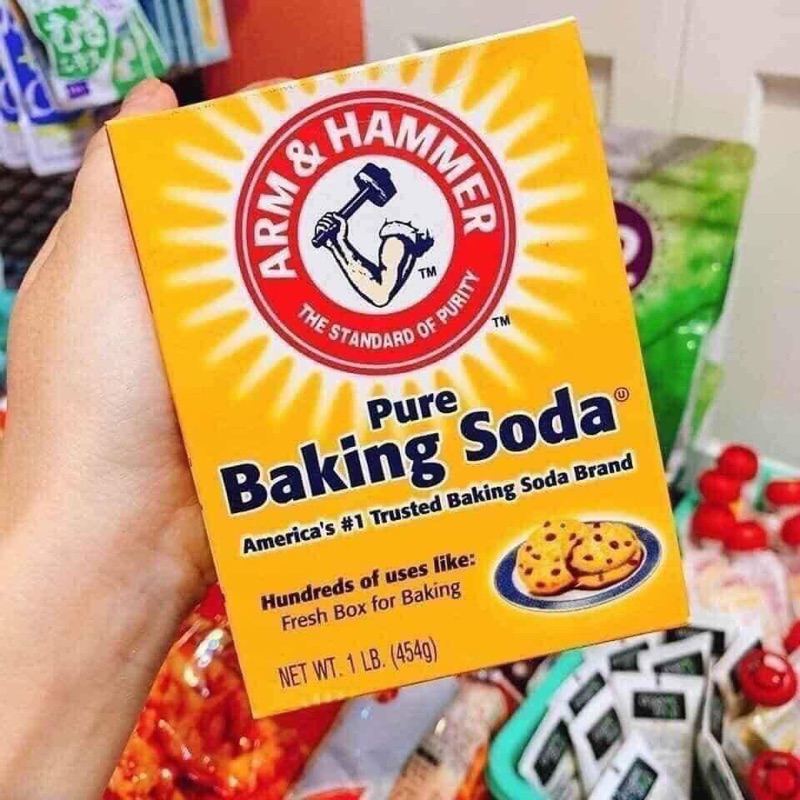 ARM & HAMMER
TM
THE STANDARD OF PURITY
TM
Pure
Baking Soda Ⓤ
America's #1 Trusted Baking Soda Brand
Hundreds of uses like:
Fresh Box for Baking
NET WT. 1 LB. (454g)